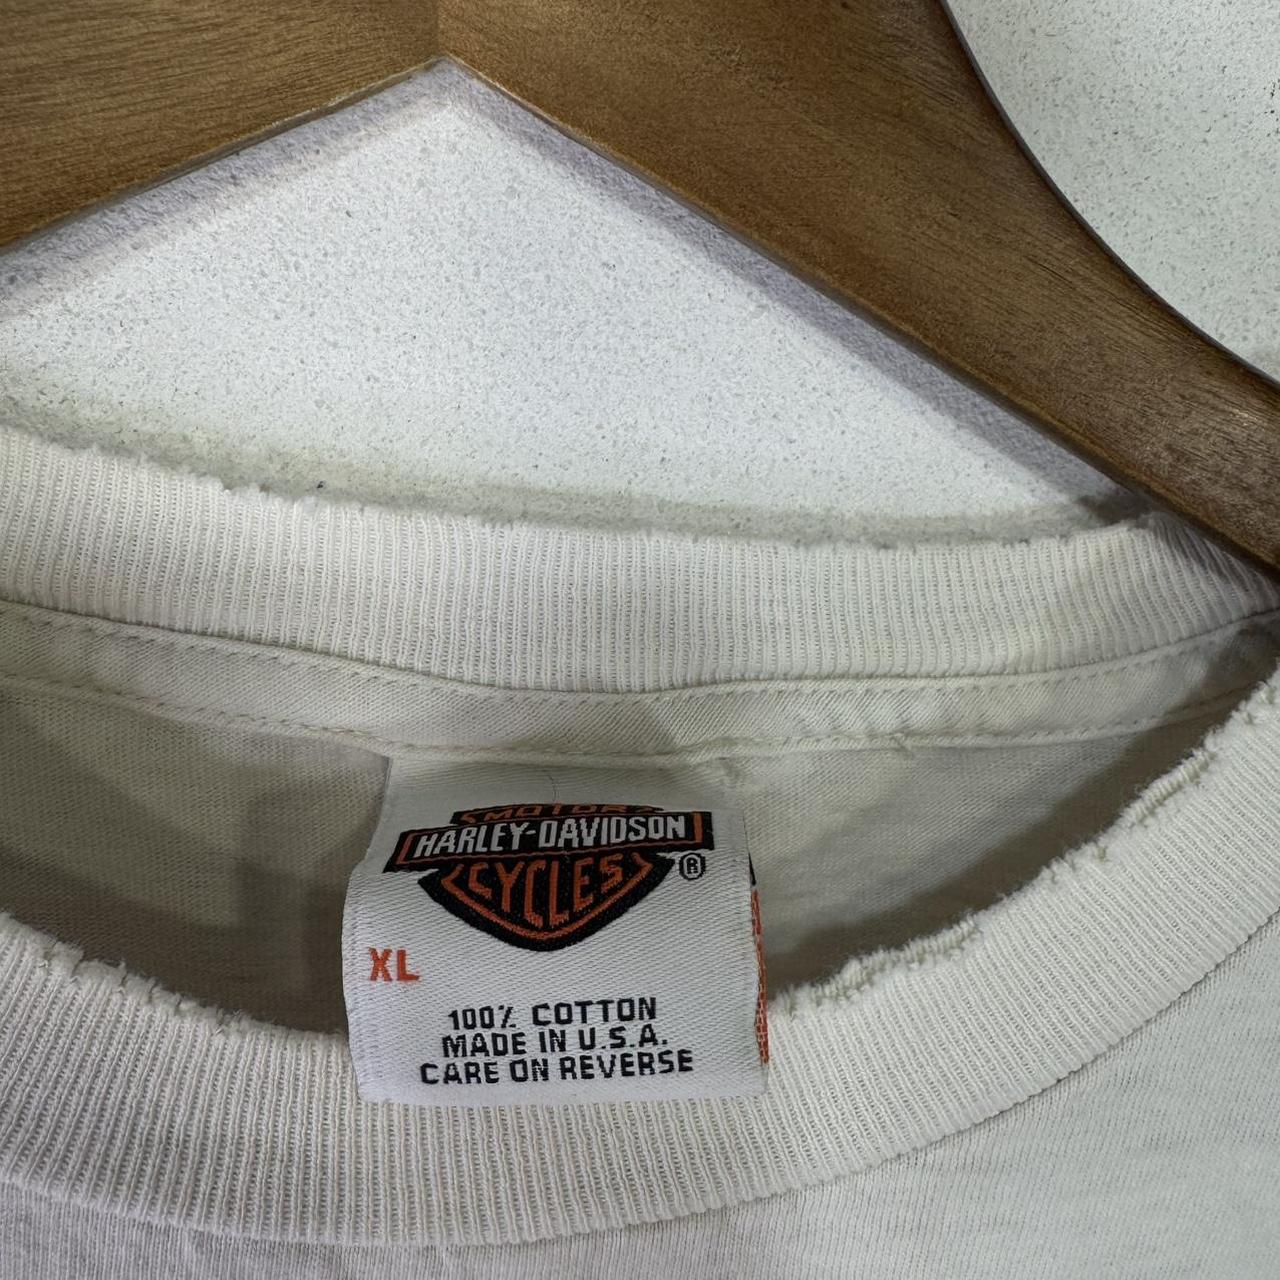 MOTOR
HARLEY-DAVIDSON
CYCLES
®
XL
100% COTTON
MADE IN U.S.A.
CARE ON REVERSE